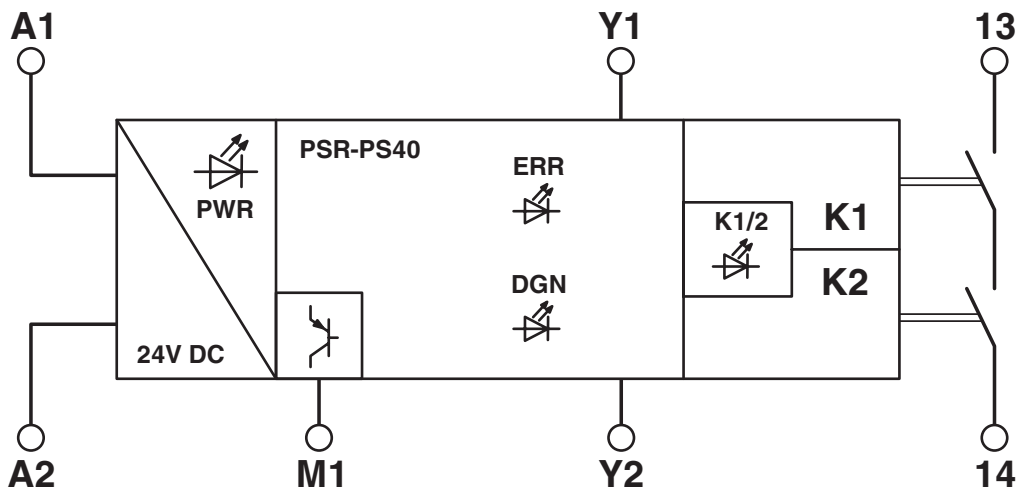 A1
Y1
13
PSR-PS40
ERR
PWR
K1/2
K1
K2
DGN
24V DC
A2
M1
Y2
14